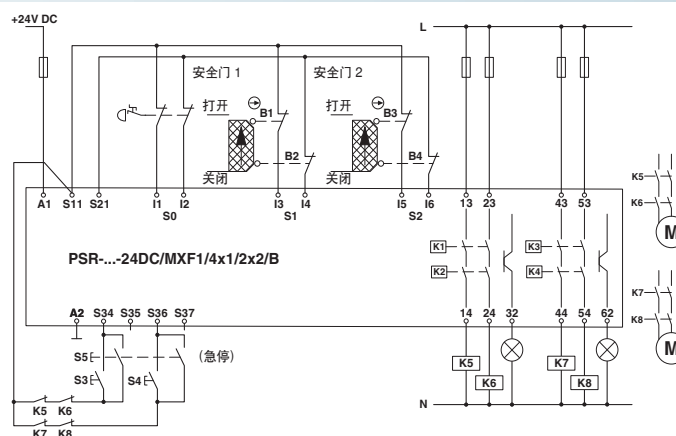 +24V DC
L
安全门 1
安全门 2
打开
B1
打开
B3
B2
B4
关闭
关闭
K5
K6
A1 S11 S21 I1 I2 I3 I4 I5 I6 13 23 43 53
S0 S1 S2
M
K1
K3
PSR-...-24DC/MXF1/4x1/2x2/B
K2
K4
K7
K8
A2 S34 S35 S36 S37 14 24 32 44 54 62
M
S5
(急停)
S3
S4
K5
K7
K6
K8
K5 K6
N
K7 K8